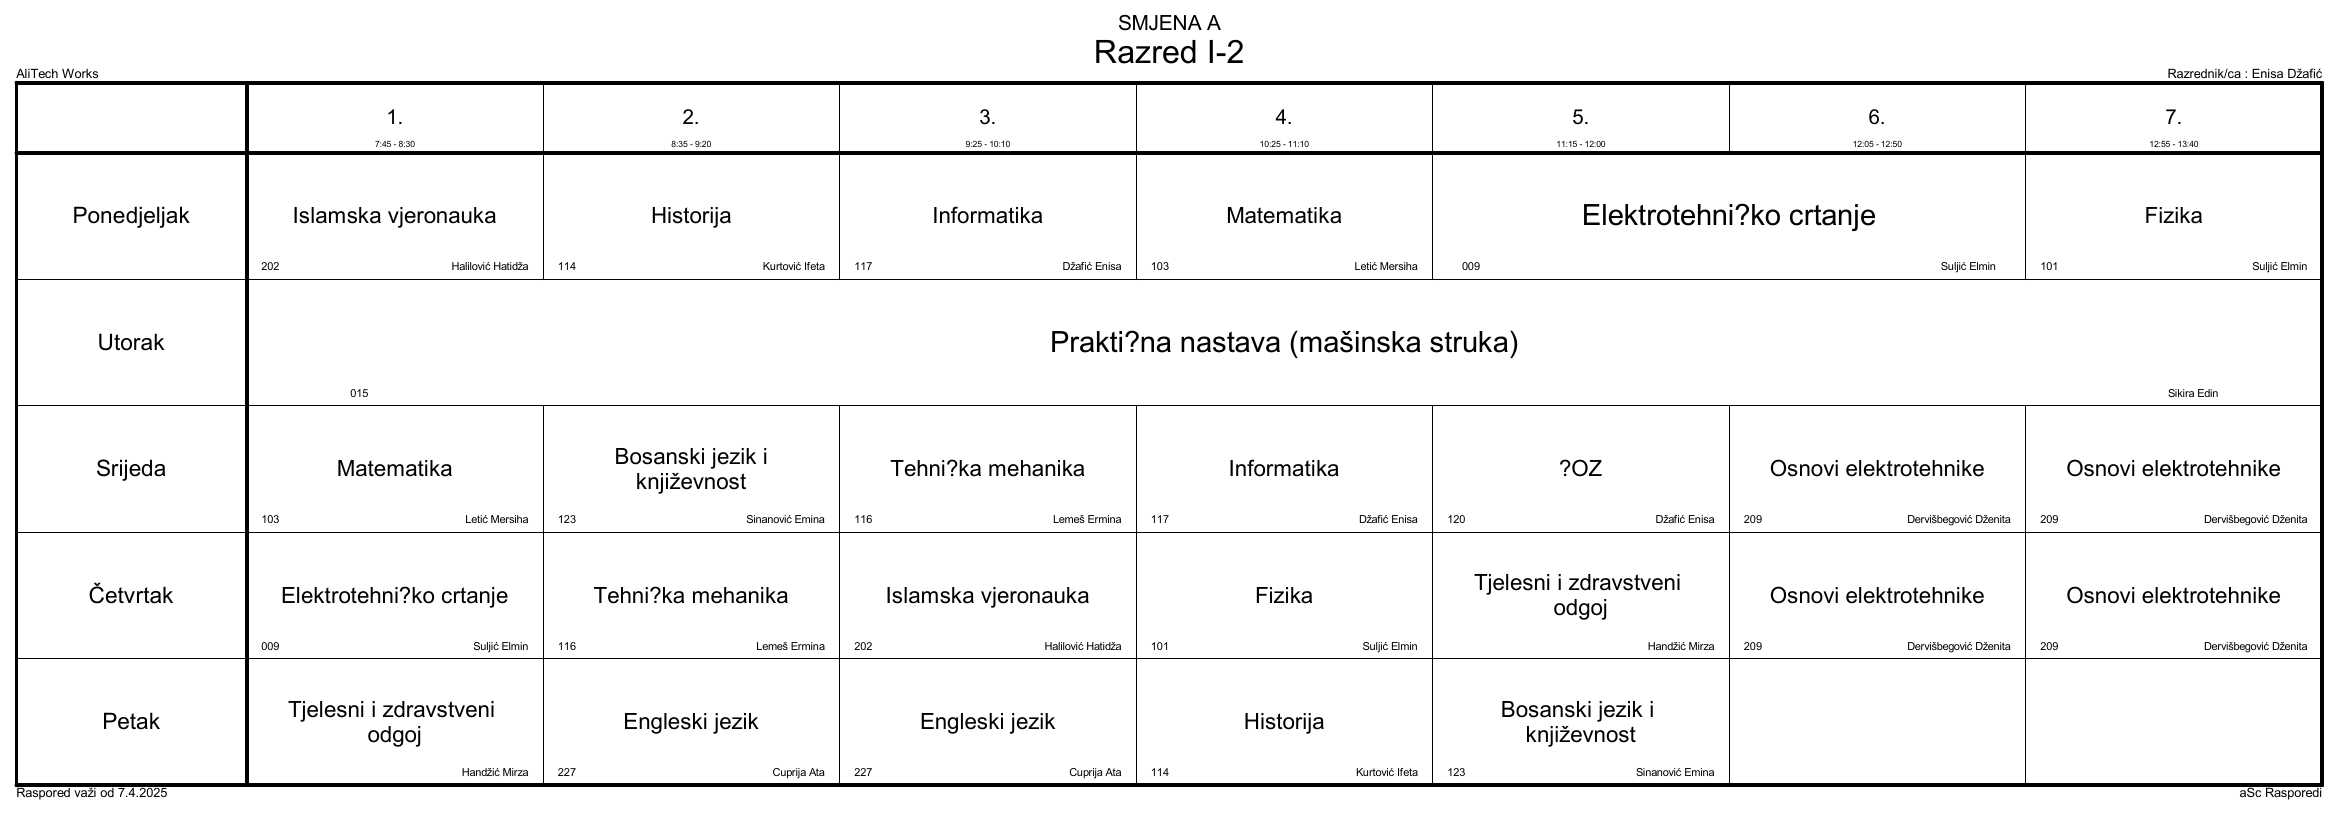 SMJENA A
Razred I-2
AliTech Works
Razrednik/ca : Enisa Džafić
1.
7:45 - 8:30
2.
8:35 - 9:20
3.
9:25 - 10:10
4.
10:25 - 11:10
5.
11:15 - 12:00
6.
12:05 - 12:50
7.
12:55 - 13:40
Ponedjeljak
Islamska vjeronauka
202 Halilović Hatidža
Historija
114 Kurtović Ifeta
Informatika
117 Džafić Enisa
Matematika
103 Letić Mersiha
Elektrotehni?ko crtanje
009 Suljić Elmin
Fizika
101 Suljić Elmin
Utorak
Prakti?na nastava (mašinska struka)
015 Sikira Edin
Srijeda
Matematika
103 Letić Mersiha
Bosanski jezik i
književnost
123 Sinanović Emina
Tehni?ka mehanika
116 Lemeš Ermina
Informatika
117 Džafić Enisa
?OZ
120 Džafić Enisa
Osnovi elektrotehnike
209 Dervišbegović Dženita
Osnovi elektrotehnike
209 Dervišbegović Dženita
Četvrtak
Elektrotehni?ko crtanje
009 Suljić Elmin
Tehni?ka mehanika
116 Lemeš Ermina
Islamska vjeronauka
202 Halilović Hatidža
Fizika
101 Suljić Elmin
Tjelesni i zdravstveni
odgoj
Handžić Mirza
Osnovi elektrotehnike
209 Dervišbegović Dženita
Osnovi elektrotehnike
209 Dervišbegović Dženita
Petak
Tjelesni i zdravstveni
odgoj
Handžić Mirza
Engleski jezik
227 Cuprija Ata
Engleski jezik
227 Cuprija Ata
Historija
114 Kurtović Ifeta
Bosanski jezik i
književnost
123 Sinanović Emina
Raspored važi od 7.4.2025
aSc Rasporedi